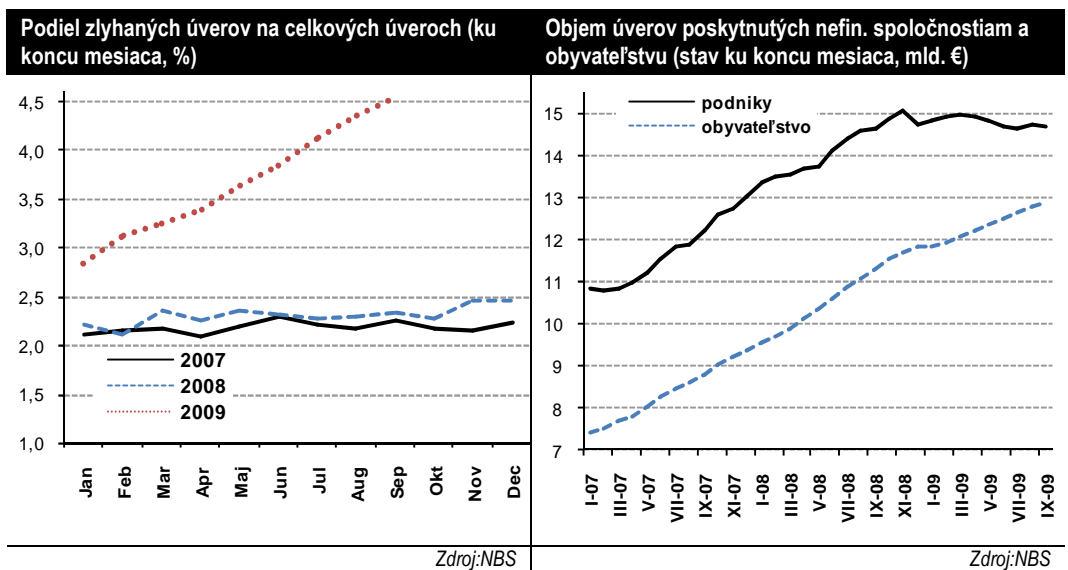 Podiel zlyhaných úverov na celkových úveroch (ku
koncu mesiaca, %)
4,5
4,0
3,5
3,0
2,5
2,0
1,5
1,0
2007
2008
2009
Jan
Feb
Mar
Apr
Maj
Jun
Jul
Aug
Sep
Okt
Nov
Dec
Zdroj:NBS
Objem úverov poskytnutých nefin. spoločnostiam a
obyvateľstvu (stav ku koncu mesiaca, mld. €)
podniky
obyvateľstvo
15
14
13
12
11
10
9
8
7
I-07
III-07
V-07
VII-07
IX-07
XI-07
I-08
III-08
V-08
VII-08
IX-08
XI-08
I-09
III-09
V-09
VII-09
IX-09
Zdroj:NBS